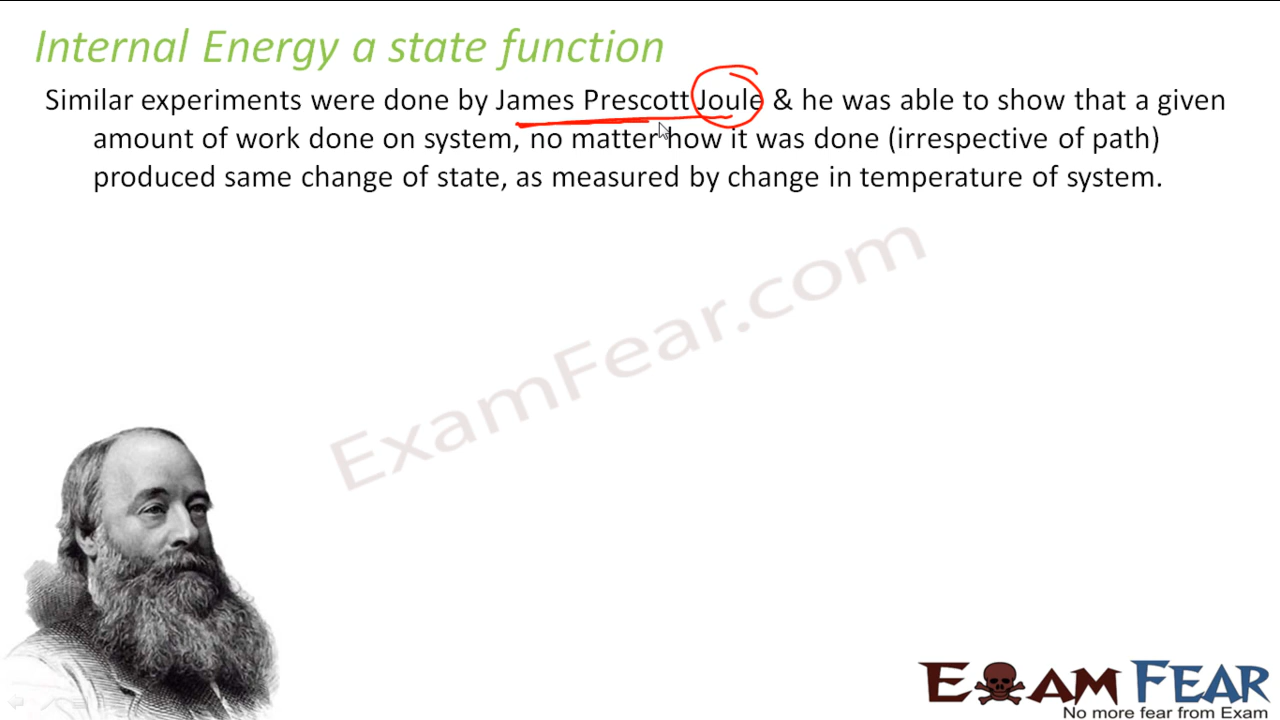 Internal Energy a state function
Similar experiments were done by James Prescott Joule & he was able to show that a given
amount of work done on system, no matter how it was done (irrespective of path)
produced same change of state, as measured by change in temperature of system.
ExamFear.com
EXAM FEAR
No more fear from Exam